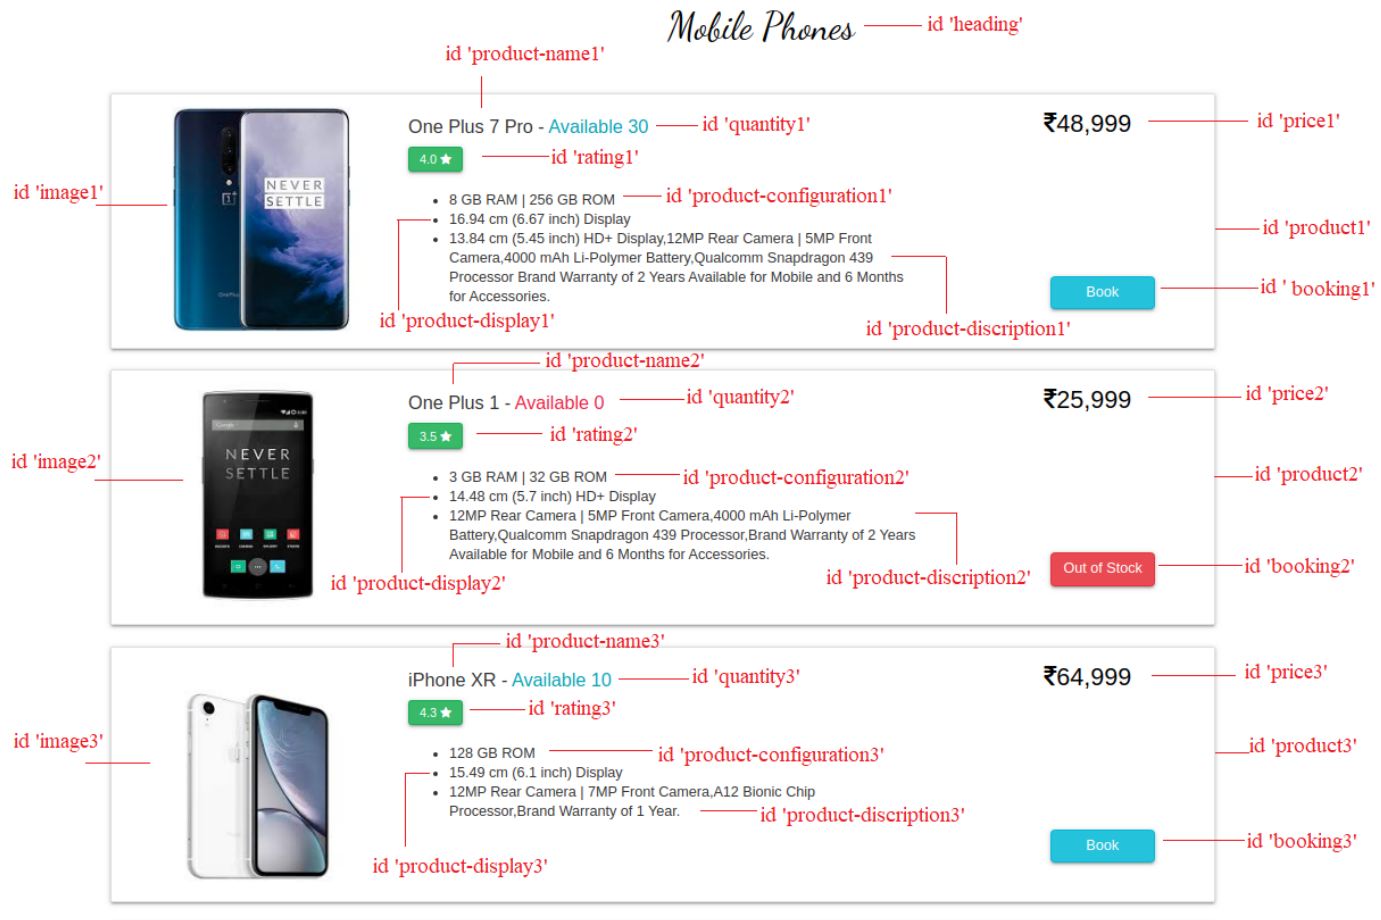 Mobile Phones
id 'heading'
id 'product-name1'
One Plus 7 Pro - Available 30
id 'quantity1'
₹48,999
id 'price1'
4.0
id 'rating1'
id 'image1'
NEVER
SETTLE
8 GB RAM | 256 GB ROM
id 'product-configuration1'
16.94 cm (6.67 inch) Display
13.84 cm (5.45 inch) HD+ Display,12MP Rear Camera | 5MP Front
Camera,4000 mAh Li-Polymer Battery,Qualcomm Snapdragon 439
Processor Brand Warranty of 2 Years Available for Mobile and 6 Months
for Accessories.
id 'product1'
Book
id ' booking1'
id 'product-display1'
id 'product-discription1'
id 'product-name2'
One Plus 1 - Available 0
id 'quantity2'
₹25,999
id 'price2'
3.5
id 'rating2'
id 'image2'
Google
NEVER
SETTLE
3 GB RAM | 32 GB ROM
id 'product-configuration2'
14.48 cm (5.7 inch) HD+ Display
12MP Rear Camera | 5MP Front Camera,4000 mAh Li-Polymer
Battery,Qualcomm Snapdragon 439 Processor,Brand Warranty of 2 Years
Available for Mobile and 6 Months for Accessories.
id 'product2'
Out of Stock
id 'booking2'
id 'product-display2'
id 'product-discription2'
id 'product-name3'
iPhone XR - Available 10
id 'quantity3'
₹64,999
id 'price3'
4.3
id 'rating3'
id 'image3'
128 GB ROM
id 'product-configuration3'
15.49 cm (6.1 inch) Display
12MP Rear Camera | 7MP Front Camera,A12 Bionic Chip
Processor,Brand Warranty of 1 Year.
id 'product-discription3'
id 'product3'
Book
id 'booking3'
id 'product-display3'